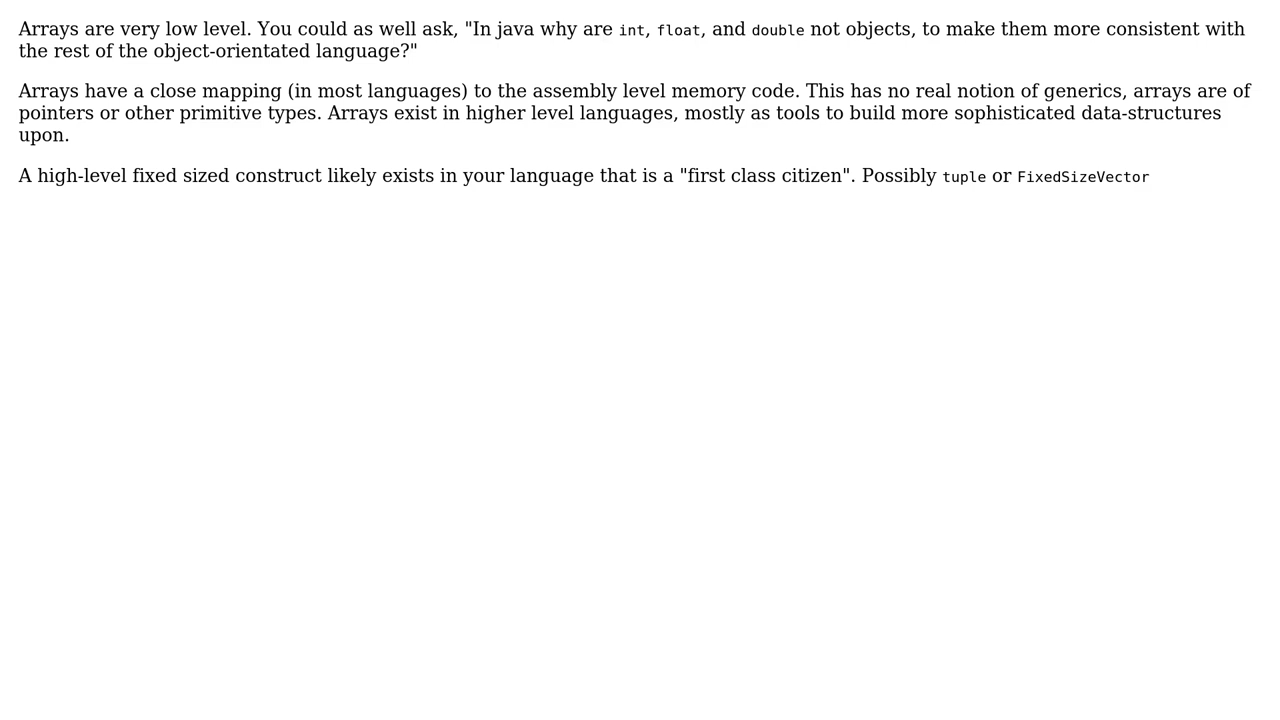 Arrays are very low level. You could as well ask, "In java why are int, float, and double not objects, to make them more consistent with
the rest of the object-orientated language?"
Arrays have a close mapping (in most languages) to the assembly level memory code. This has no real notion of generics, arrays are of
pointers or other primitive types. Arrays exist in higher level languages, mostly as tools to build more sophisticated data-structures
upon.
A high-level fixed sized construct likely exists in your language that is a "first class citizen". Possibly tuple or FixedSizeVector